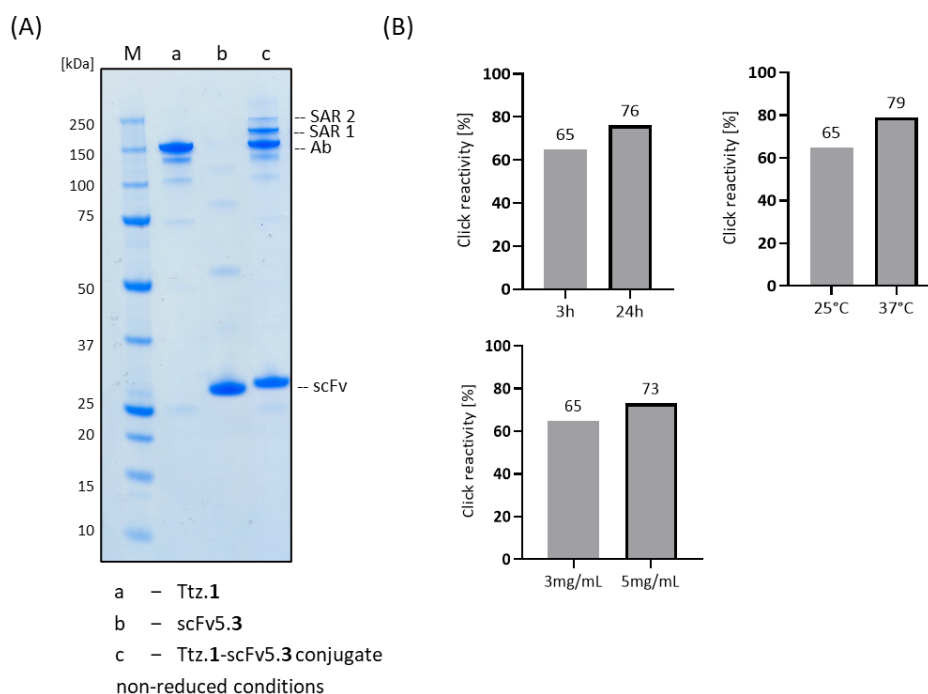 (A)
[kDa] M a b c
250
150
100
75
50
37
25
20
15
10
-- SAR 2
-- SAR 1
-- Ab
-- scFv
a – Ttz.1
b – scFv5.3
c – Ttz.1-scFv5.3 conjugate
non-reduced conditions
(B)
Click reactivity [%]
100
80
60
40
20
0
65
76
3h 24h
Click reactivity [%]
100
80
60
40
20
0
65
79
25°C 37°C
Click reactivity [%]
100
80
60
40
20
0
65
73
3mg/mL 5mg/mL